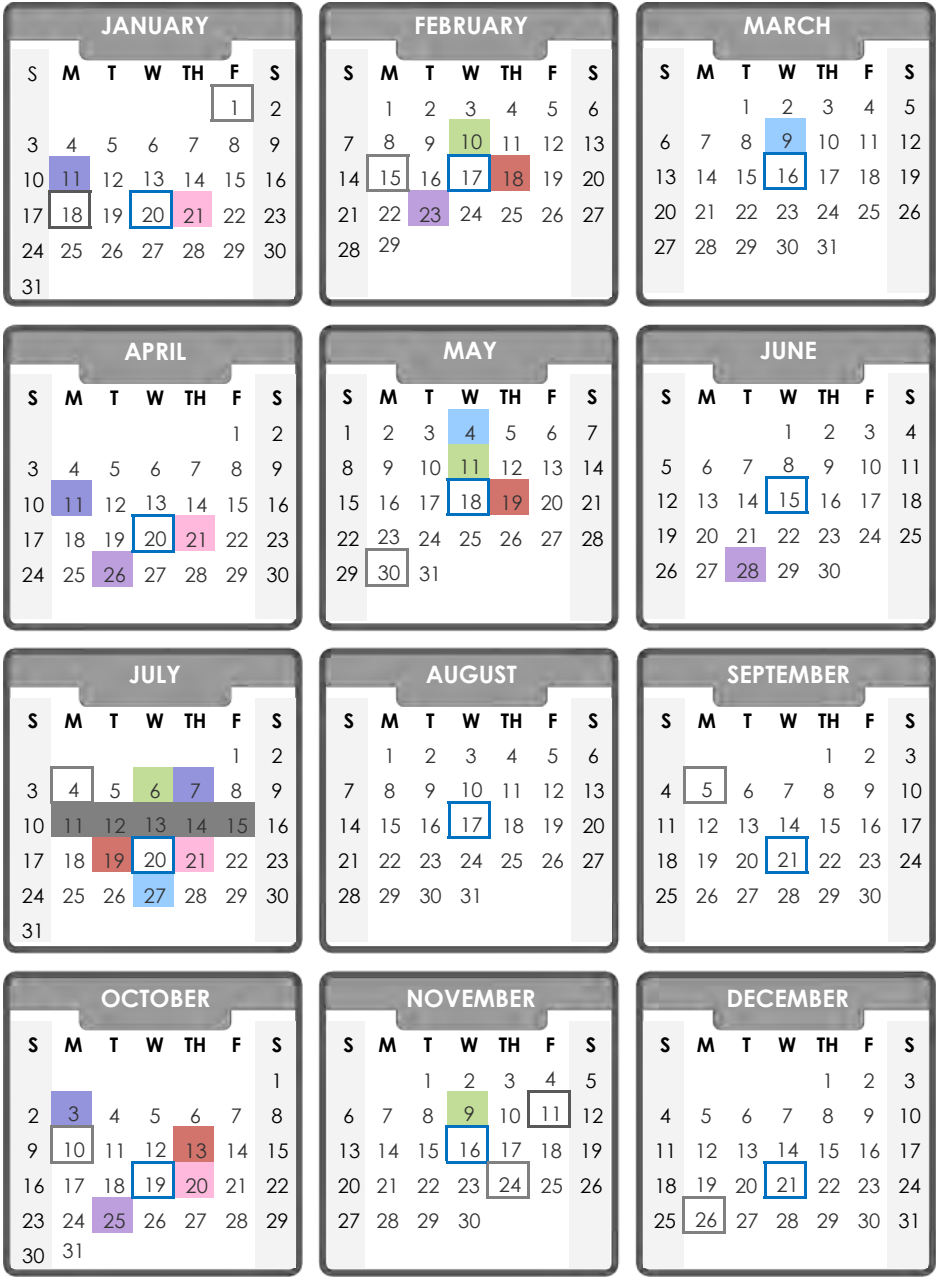 JANUARY
S M T W TH F S
1 2
3 4 5 6 7 8 9
10 11 12 13 14 15 16
17 18 19 20 21 22 23
24 25 26 27 28 29 30
31
FEBRUARY
S M T W TH F S
1 2 3 4 5 6
7 8 9 10 11 12 13
14 15 16 17 18 19 20
21 22 23 24 25 26 27
28 29
MARCH
S M T W TH F S
1 2 3 4 5
6 7 8 9 10 11 12
13 14 15 16 17 18 19
20 21 22 23 24 25 26
27 28 29 30 31
APRIL
S M T W TH F S
1 2
3 4 5 6 7 8 9
10 11 12 13 14 15 16
17 18 19 20 21 22 23
24 25 26 27 28 29 30
MAY
S M T W TH F S
1 2 3 4 5 6 7
8 9 10 11 12 13 14
15 16 17 18 19 20 21
22 23 24 25 26 27 28
29 30 31
JUNE
S M T W TH F S
1 2 3 4
5 6 7 8 9 10 11
12 13 14 15 16 17 18
19 20 21 22 23 24 25
26 27 28 29 30
JULY
S M T W TH F S
1 2
3 4 5 6 7 8 9
10 11 12 13 14 15 16
17 18 19 20 21 22 23
24 25 26 27 28 29 30
31
AUGUST
S M T W TH F S
1 2 3 4 5 6
7 8 9 10 11 12 13
14 15 16 17 18 19 20
21 22 23 24 25 26 27
28 29 30 31
SEPTEMBER
S M T W TH F S
1 2 3
4 5 6 7 8 9 10
11 12 13 14 15 16 17
18 19 20 21 22 23 24
25 26 27 28 29 30
OCTOBER
S M T W TH F S
1
2 3 4 5 6 7 8
9 10 11 12 13 14 15
16 17 18 19 20 21 22
23 24 25 26 27 28 29
30 31
NOVEMBER
S M T W TH F S
1 2 3 4 5
6 7 8 9 10 11 12
13 14 15 16 17 18 19
20 21 22 23 24 25 26
27 28 29 30
DECEMBER
S M T W TH F S
1 2 3
4 5 6 7 8 9 10
11 12 13 14 15 16 17
18 19 20 21 22 23 24
25 26 27 28 29 30 31